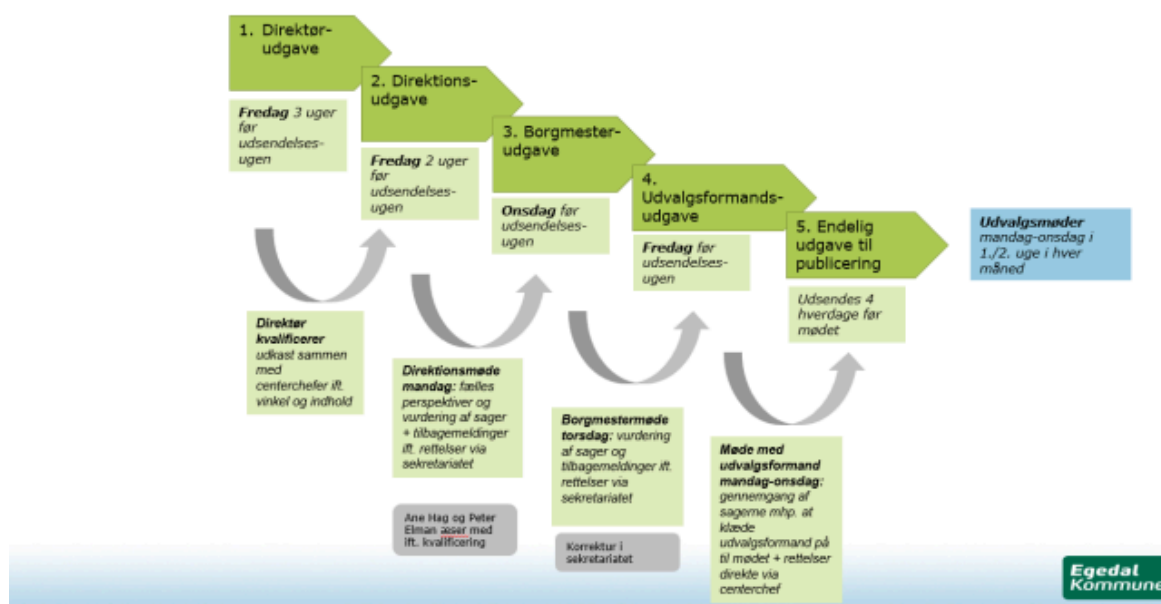 1. Direktør-
udgave
Fredag 3 uger
før
udsendelses-
ugen
2. Direktions-
udgave
Fredag 2 uger
før
udsendelses-
ugen
3. Borgmester-
udgave
Onsdag før
udsendelses-
ugen
4.
Udvalgsformands-
udgave
Fredag før
udsendelses-
ugen
5. Endelig
udgave til
publicering
Udsendes 4
hverdage før
mødet
Udvalgsmøder
mandag-onsdag i
1./2. uge i hver
måned
Direktør
kvalificerer
udkast sammen
med
centerchefer ift.
vinkel og indhold
Direktionsmøde
mandag: fælles
perspektiver og
vurdering af sager
+ tilbagemeldinger
ift. rettelser via
sekretariatet
Borgmestermøde
torsdag: vurdering
af sager og
tilbagemeldinger ift.
rettelser via
sekretariatet
Møde med
udvalgsformand
mandag-onsdag:
gennemgang af
sagerne mhp. at
klæde
udvalgsformand på
til mødet + rettelser
direkte via
centerchef
Ane Hag og Peter
Elman æser med
ift. kvalificering
Korrektur i
sekretariatet
Egedal
Kommune